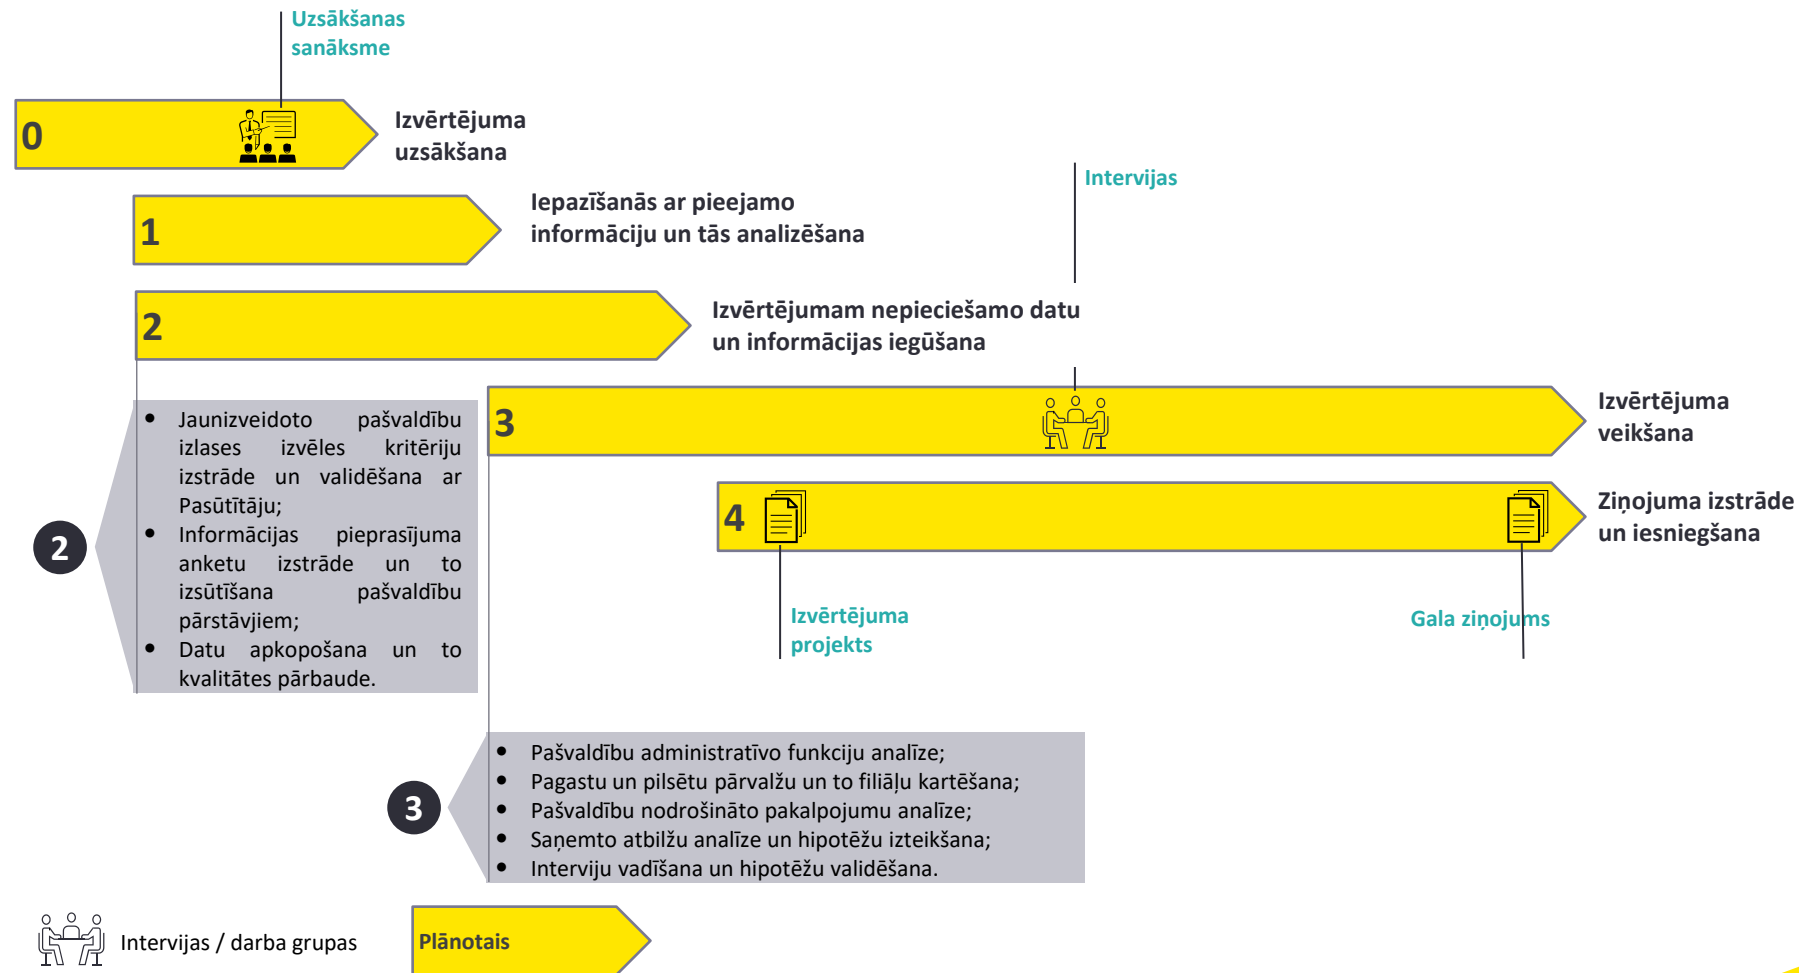 Uzsākšanas
sanāksme
0
Izvērtējuma
uzsākšana
Intervijas
1
Iepazīšanās ar pieejamo
informāciju un tās analizēšana
2
Izvērtējumam nepieciešamo datu
un informācijas iegūšana
3
Izvērtējuma
veikšana
4
Ziņojuma izstrāde
un iesniegšana
Izvērtējuma
projekts
Gala ziņojums
2
• Jaunizveidoto pašvaldību
izlases izvēles kritēriju
izstrāde un validēšana ar
Pasūtītāju;
• Informācijas pieprasījuma
anketu izstrāde un to
izsūtīšana pašvaldību
pārstāvjiem;
• Datu apkopošana un to
kvalitātes pārbaude.
3
• Pašvaldību administratīvo funkciju analīze;
• Pagastu un pilsētu pārvalžu un to filiāļu kartēšana;
• Pašvaldību nodrošināto pakalpojumu analīze;
• Saņemto atbilžu analīze un hipotēžu izteikšana;
• Interviju vadīšana un hipotēžu validēšana.
Intervijas / darba grupas
Plānotais